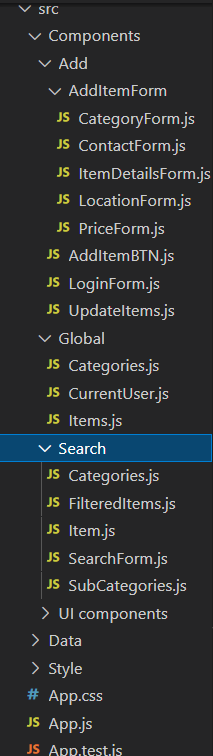 src
Components
Add
AddItemForm
JS CategoryForm.js
JS ContactForm.js
JS ItemDetailsForm.js
JS LocationForm.js
JS PriceForm.js
JS AddItemBTN.js
JS LoginForm.js
JS UpdateItems.js
Global
JS Categories.js
JS CurrentUser.js
JS Items.js
Search
JS Categories.js
JS FilteredItems.js
JS Item.js
JS SearchForm.js
JS SubCategories.js
UI components
Data
Style
# App.css
JS App.js
JS App.test.js